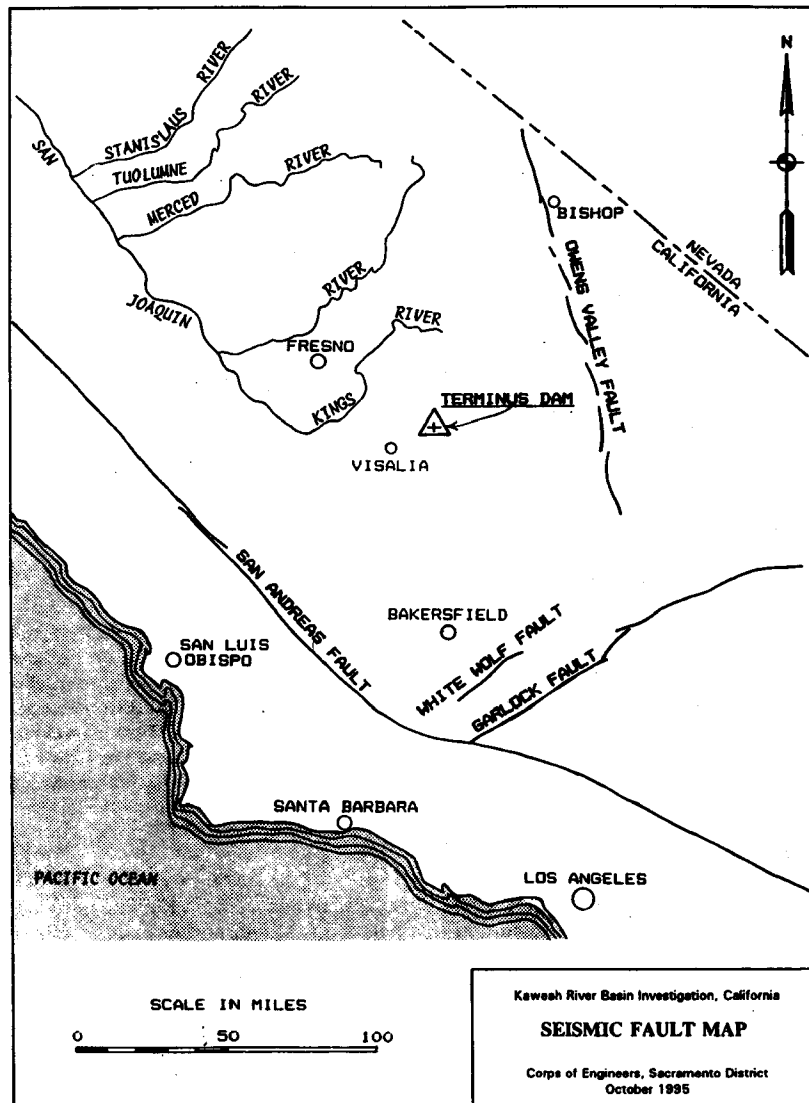 N
STANISLAUS RIVER
TUOLUMNE RIVER
MERCED RIVER
SAN JOAQUIN RIVER
FRESNO
KINGS RIVER
BISHOP
NEVADA
CALIFORNIA
OWENS VALLEY FAULT
TERMINUS DAM
VISALIA
SAN ANDREAS FAULT
BAKERSFIELD
WHITE WOLF FAULT
GARLOCK FAULT
SAN LUIS
OBISPO
SANTA BARBARA
PACIFIC OCEAN
LOS ANGELES
SCALE IN MILES
0 50 100
Kaweah River Basin Investigation, California
SEISMIC FAULT MAP
Corps of Engineers, Sacramento District
October 1995